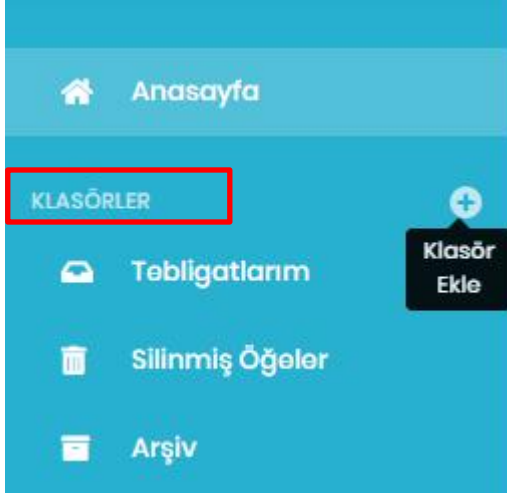 Anasayfa
KLASÖRLER
Klasör
Ekle
Tebligatlarım
Silinmiş Öğeler
Arşiv